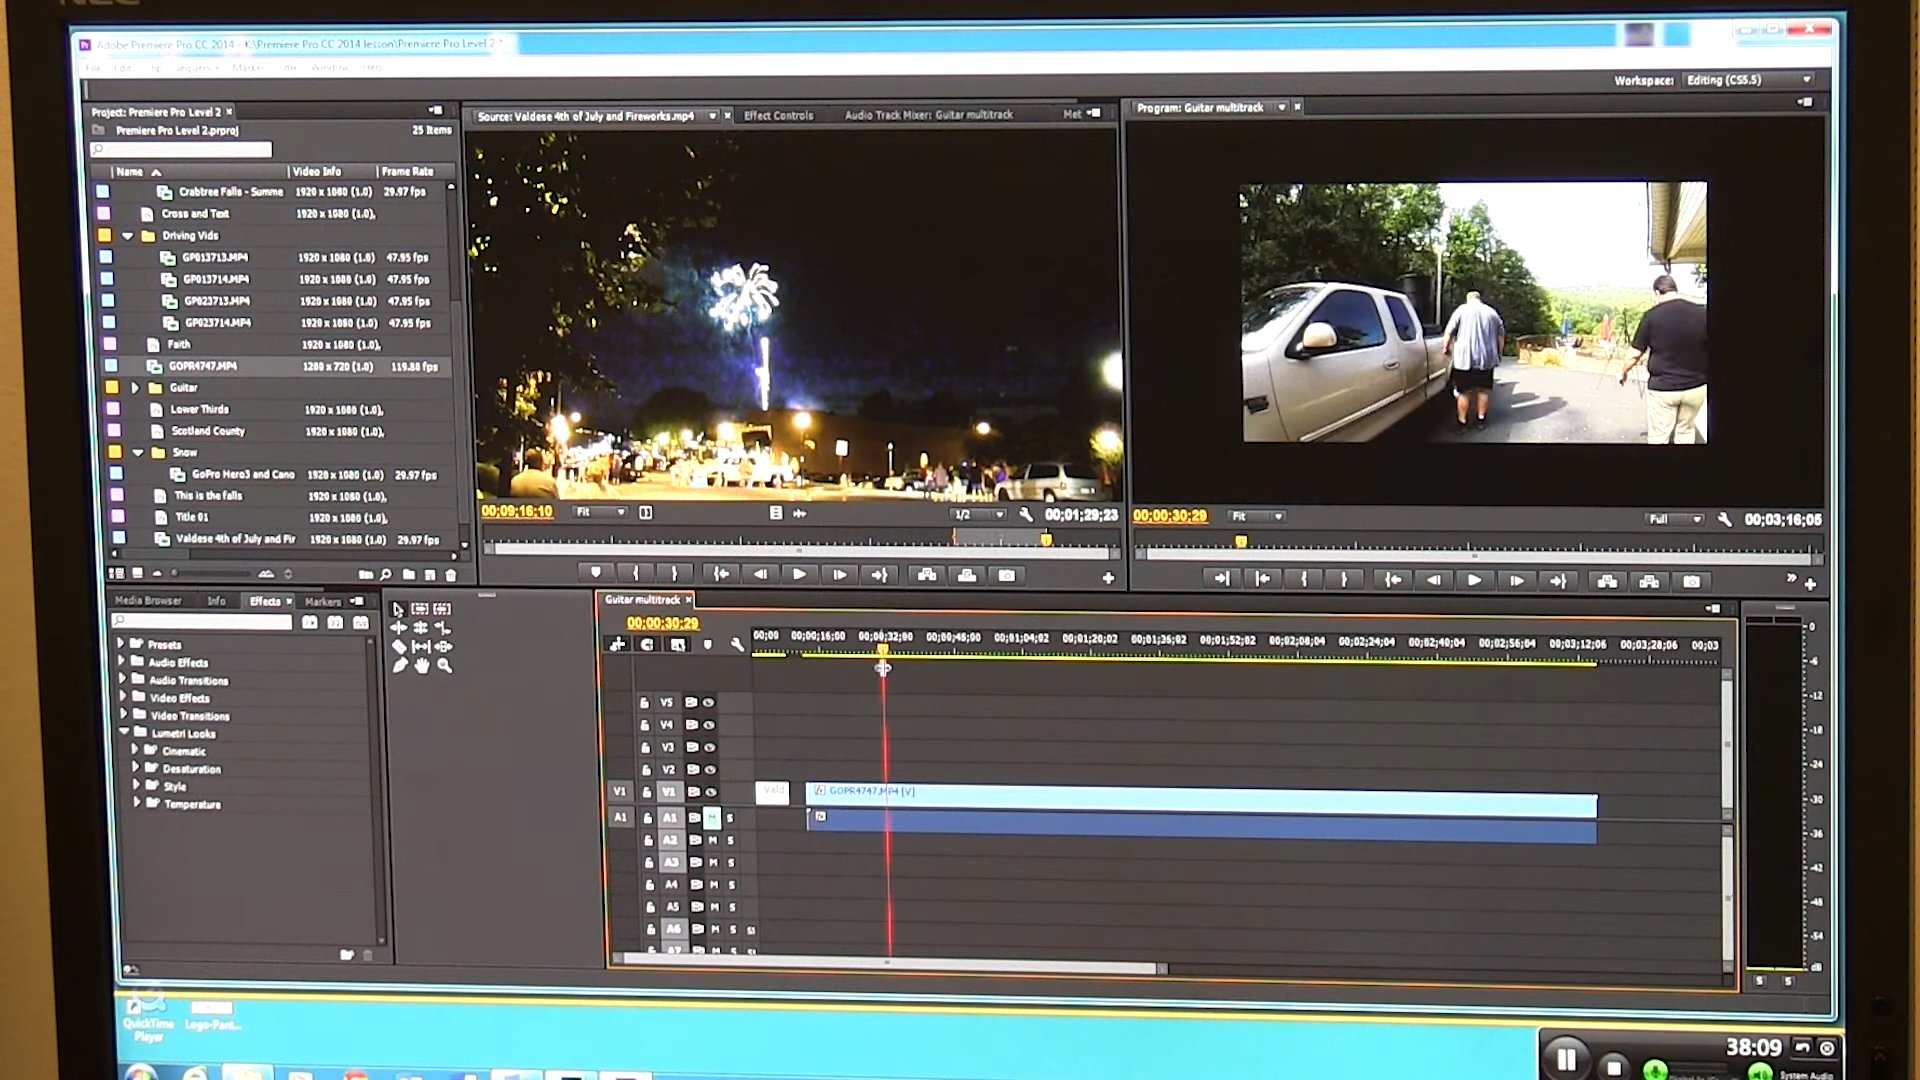 NEC
Adobe Premiere Pro CC 2014 - K:\Premiere Pro CC 2014 lesson\Premiere Pro Level 2 *
File Edit Clip Sequence Marker Title Window Help
Workspace: Editing (CS5.5)
Project: Premiere Pro Level 2
Premiere Pro Level 2.prproj
25 Items
Name Video Info Frame Rate
Crabtree Falls - Summe 1920 x 1080 (1.0) 29.97 fps
Cross and Text 1920 x 1080 (1.0),
Driving Vids
GP013713.MP4 1920 x 1080 (1.0) 47.95 fps
GP013714.MP4 1920 x 1080 (1.0) 47.95 fps
GP023713.MP4 1920 x 1080 (1.0) 47.95 fps
GP023714.MP4 1920 x 1080 (1.0) 47.95 fps
Faith 1920 x 1080 (1.0),
GOPR4747.MP4 1280 x 720 (1.0) 119.88 fps
Guitar
Lower Thirds 1920 x 1080 (1.0),
Scotland County 1920 x 1080 (1.0),
Snow
GoPro Hero3 and Cano 1920 x 1080 (1.0) 29.97 fps
This is the falls 1920 x 1080 (1.0),
Title 01 1920 x 1080 (1.0),
Valdese 4th of July and Fir 1920 x 1080 (1.0) 29.97 fps
Source: Valdese 4th of July and Fireworks.mp4 Effect Controls Audio Track Mixer: Guitar multitrack Met
00;09;16;10 Fit 1/2 00;01;29;23
Program: Guitar multitrack
00;00;30;29 Fit Full 00;03;16;05
Media Browser Info Effects Markers
Presets
Audio Effects
Audio Transitions
Video Effects
Video Transitions
Lumetri Looks
Cinematic
Desaturation
Style
Temperature
Guitar multitrack
00;00;30;29
00;00 00;00;16;00 00;00;32;00 00;00;48;00 00;01;04;02 00;01;20;02 00;01;36;02 00;01;52;02 00;02;08;04 00;02;24;04 00;02;40;04 00;02;56;04 00;03;12;06 00;03;28;06 00;03
V5
V4
V3
V2
V1 V1 Vald GOPR4747.MP4 [V]
A1 A1 M S
A2 M S
A3 M S
A4 M S
A5 M S
A6 M S S1
A7 M S S1
0
-6
-12
-18
-24
-30
-36
-42
-48
-54
dB
S S
QuickTime Player
Logo-Pant...
38:09
System Audio